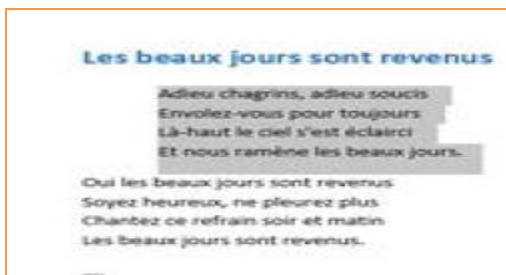 Les beaux jours sont revenus
Adieu chagrins, adieu soucis
Envolez-vous pour toujours
Là-haut le ciel s'est éclairci
Et nous ramène les beaux jours.
Oui les beaux jours sont revenus
Soyez heureux, ne pleurez plus
Chantez ce refrain soir et matin
Les beaux jours sont revenus.